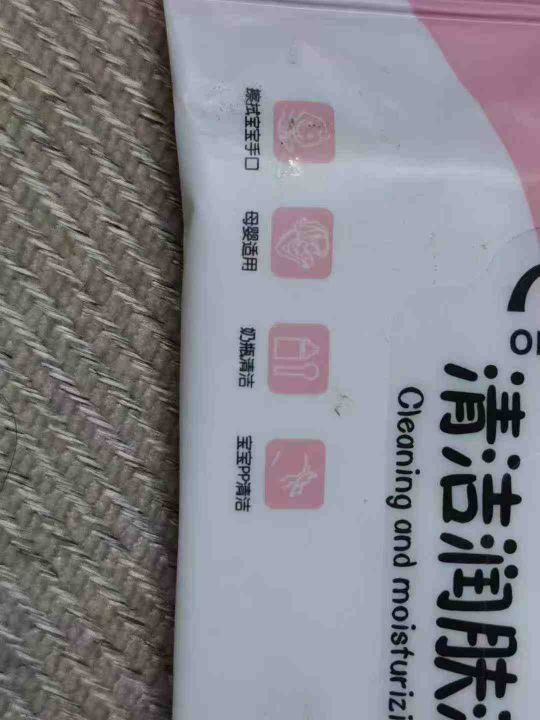 清洁润肤
Cleaning and moisturizi
擦拭宝宝手口
母婴适用
奶瓶清洁
宝宝PP清洁